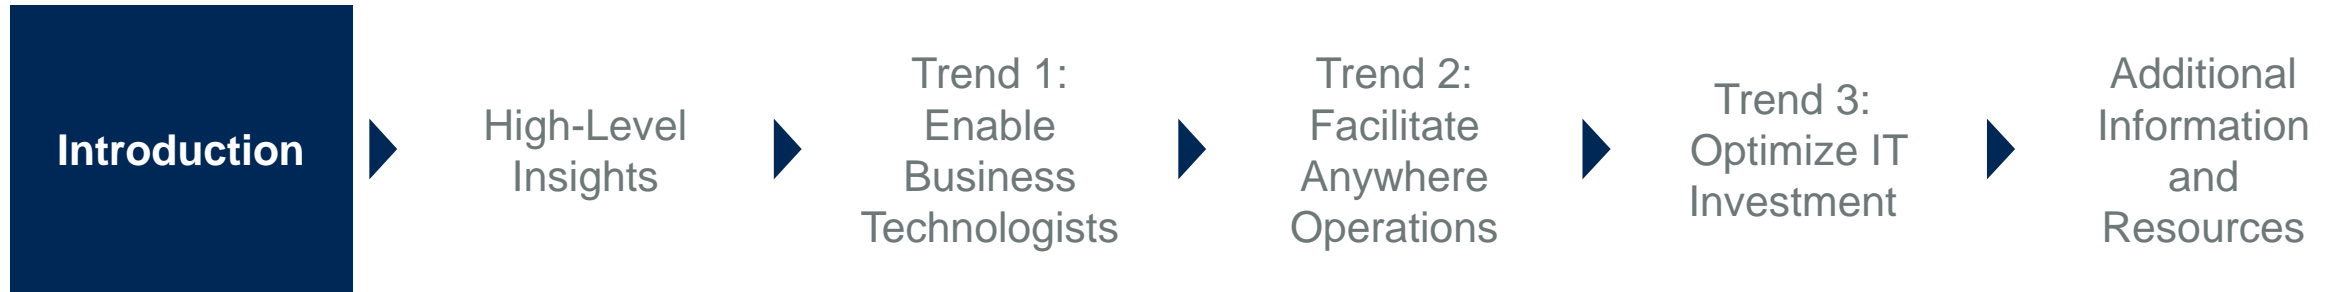 Introduction
High-Level
Insights
Trend 1:
Enable
Business
Technologists
Trend 2:
Facilitate
Anywhere
Operations
Trend 3:
Optimize IT
Investment
Additional
Information
and
Resources